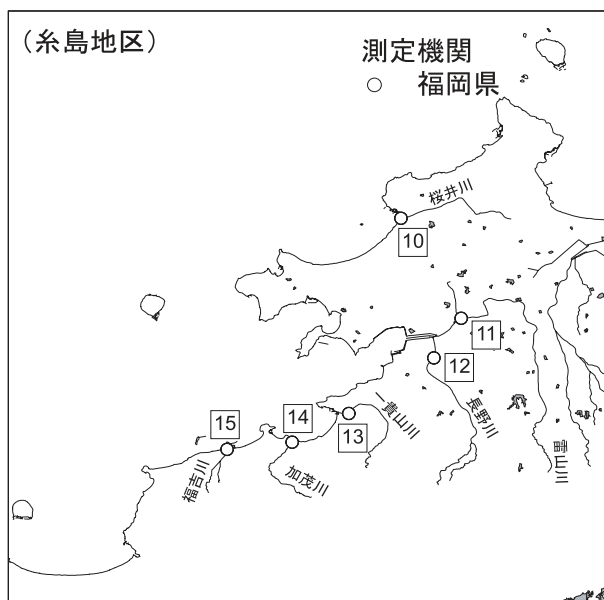 （糸島地区）
測定機関
○ 福岡県
桜井川
10
11
12
一貴山川
長野川
雷山川
15
14
13
福吉川
加茂川